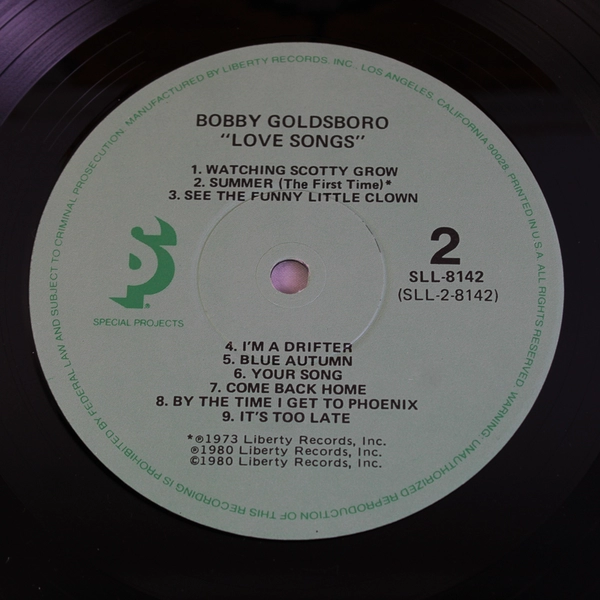 MANUFACTURED BY LIBERTY RECORDS, INC., LOS ANGELES, CALIFORNIA 90028. PRINTED IN U.S.A. ALL RIGHTS RESERVED. WARNING: UNAUTHORIZED REPRODUCTION OF THIS RECORDING IS PROHIBITED BY FEDERAL LAW AND SUBJECT TO CRIMINAL PROSECUTION.
BOBBY GOLDSBORO
"LOVE SONGS"
1. WATCHING SCOTTY GROW
2. SUMMER (The First Time)*
3. SEE THE FUNNY LITTLE CLOWN
2
SLL-8142
(SLL-2-8142)
SP
®
SPECIAL PROJECTS
4. I'M A DRIFTER
5. BLUE AUTUMN
6. YOUR SONG
7. COME BACK HOME
8. BY THE TIME I GET TO PHOENIX
9. IT'S TOO LATE
*℗1973 Liberty Records, Inc.
℗1980 Liberty Records, Inc.
©1980 Liberty Records, Inc.